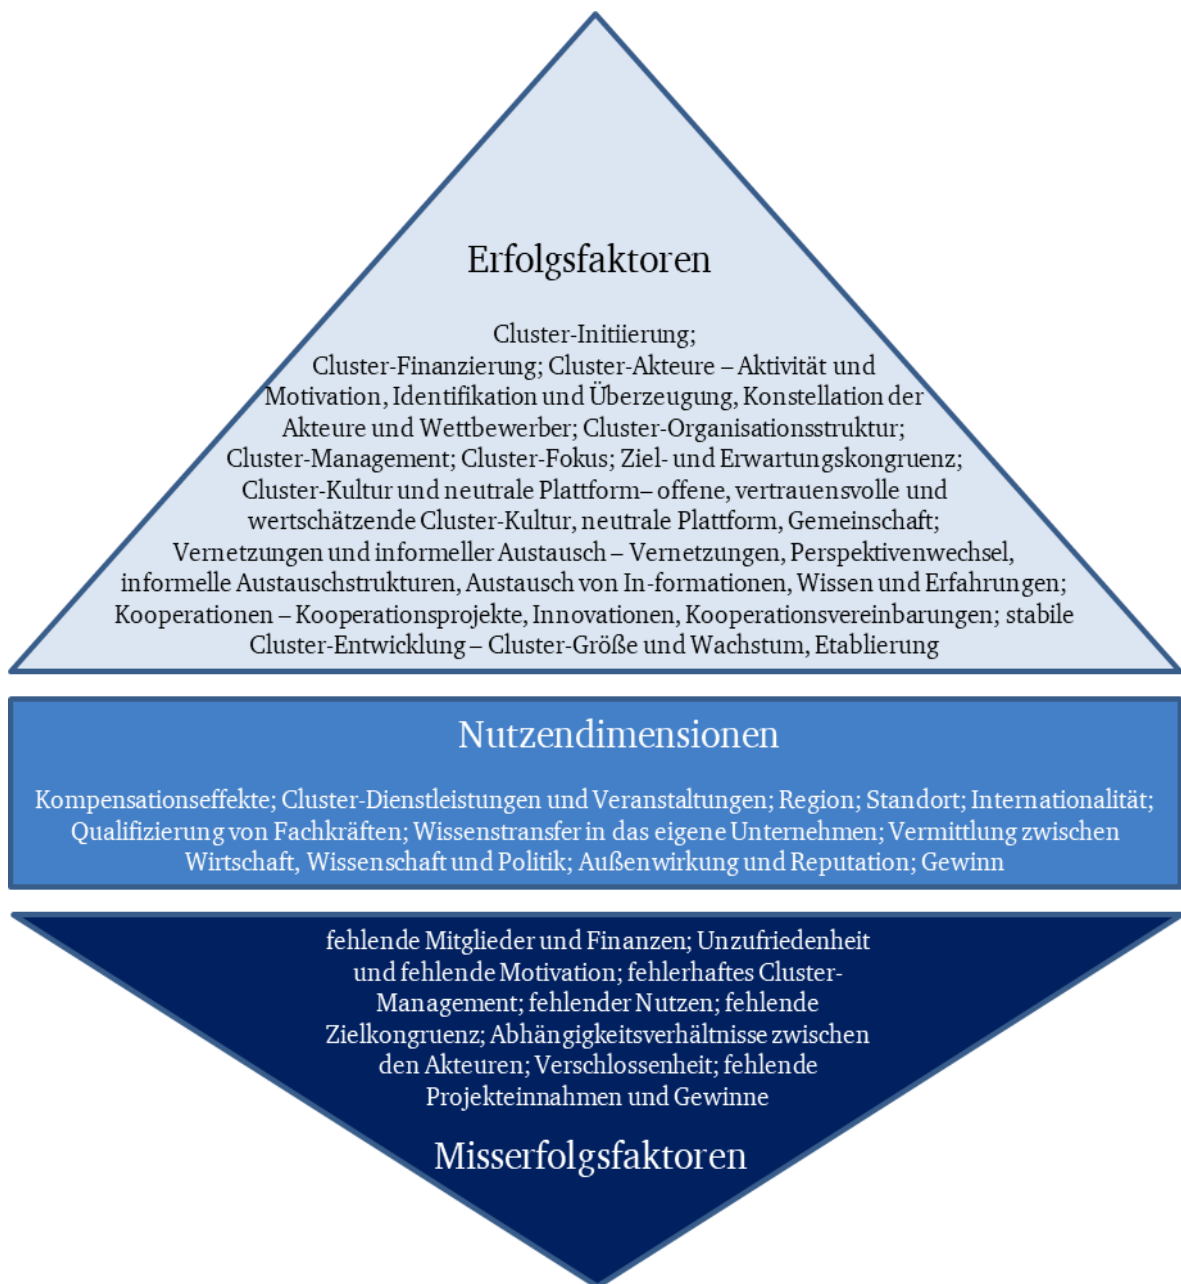 Erfolgsfaktoren
Cluster-Initiierung;
Cluster-Finanzierung; Cluster-Akteure – Aktivität und
Motivation, Identifikation und Überzeugung, Konstellation der
Akteure und Wettbewerber; Cluster-Organisationsstruktur;
Cluster-Management; Cluster-Fokus; Ziel- und Erwartungskongruenz;
Cluster-Kultur und neutrale Plattform– offene, vertrauensvolle und
wertschätzende Cluster-Kultur, neutrale Plattform, Gemeinschaft;
Vernetzungen und informeller Austausch – Vernetzungen, Perspektivenwechsel,
informelle Austauschstrukturen, Austausch von In-formationen, Wissen und Erfahrungen;
Kooperationen – Kooperationsprojekte, Innovationen, Kooperationsvereinbarungen; stabile
Cluster-Entwicklung – Cluster-Größe und Wachstum, Etablierung
Nutzendimensionen
Kompensationseffekte; Cluster-Dienstleistungen und Veranstaltungen; Region; Standort; Internationalität;
Qualifizierung von Fachkräften; Wissenstransfer in das eigene Unternehmen; Vermittlung zwischen
Wirtschaft, Wissenschaft und Politik; Außenwirkung und Reputation; Gewinn
fehlende Mitglieder und Finanzen; Unzufriedenheit
und fehlende Motivation; fehlerhaftes Cluster-
Management; fehlender Nutzen; fehlende
Zielkongruenz; Abhängigkeitsverhältnisse zwischen
den Akteuren; Verschlossenheit; fehlende
Projekteinnahmen und Gewinne
Misserfolgsfaktoren